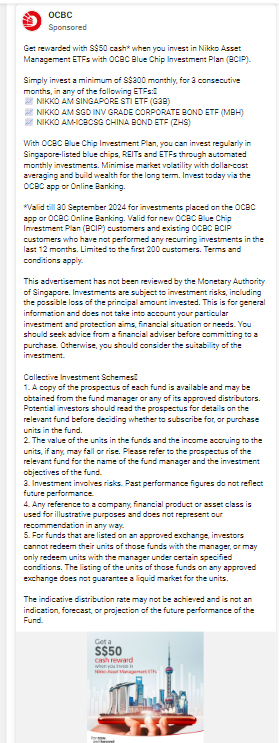 OCBC
Sponsored
Get rewarded with S$50 cash* when you invest in Nikko Asset
Management ETFs with OCBC Blue Chip Investment Plan (BCIP).
Simply invest a minimum of S$300 monthly, for 3 consecutive
months, in any of the following ETFs:
NIKKO AM SINGAPORE STI ETF (G3B)
NIKKO AM SGD INV GRADE CORPORATE BOND ETF (MBH)
NIKKO AM-ICBCSG CHINA BOND ETF (ZHS)
With OCBC Blue Chip Investment Plan, you can invest regularly in
Singapore-listed blue chips, REITs and ETFs through automated
monthly investments. Minimise market volatility with dollar-cost
averaging and build wealth for the long term. Invest today via the
OCBC app or Online Banking.
*Valid till 30 September 2024 for investments placed on the OCBC
app or OCBC Online Banking. Valid for new OCBC Blue Chip
Investment Plan (BCIP) customers and existing OCBC BCIP
customers who have not performed any recurring investments in the
last 12 months. Limited to the first 200 customers. Terms and
conditions apply.
This advertisement has not been reviewed by the Monetary Authority
of Singapore. Investments are subject to investment risks, including
the possible loss of the principal amount invested. This is for general
information and does not take into account your particular
investment and protection aims, financial situation or needs. You
should seek advice from a financial adviser before committing to a
purchase. Otherwise, you should consider the suitability of the
investment.
Collective Investment Schemes
1. A copy of the prospectus of each fund is available and may be
obtained from the fund manager or any of its approved distributors.
Potential investors should read the prospectus for details on the
relevant fund before deciding whether to subscribe for, or purchase
units in the fund.
2. The value of the units in the funds and the income accruing to the
units, if any, may fall or rise. Please refer to the prospectus of the
relevant fund for the name of the fund manager and the investment
objectives of the fund.
3. Investment involves risks. Past performance figures do not reflect
future performance.
4. Any reference to a company, financial product or asset class is
used for illustrative purposes and does not represent our
recommendation in any way.
5. For funds that are listed on an approved exchange, investors
cannot redeem their units of those funds with the manager, or may
only redeem units with the manager under certain specified
conditions. The listing of the units of those funds on any approved
exchange does not guarantee a liquid market for the units.
The indicative distribution rate may not be achieved and is not an
indication, forecast, or projection of the future performance of the
Fund.
Get a
S$50
cash reward
when you invest in
Nikko Asset Management ETFs
For now,
and beyond